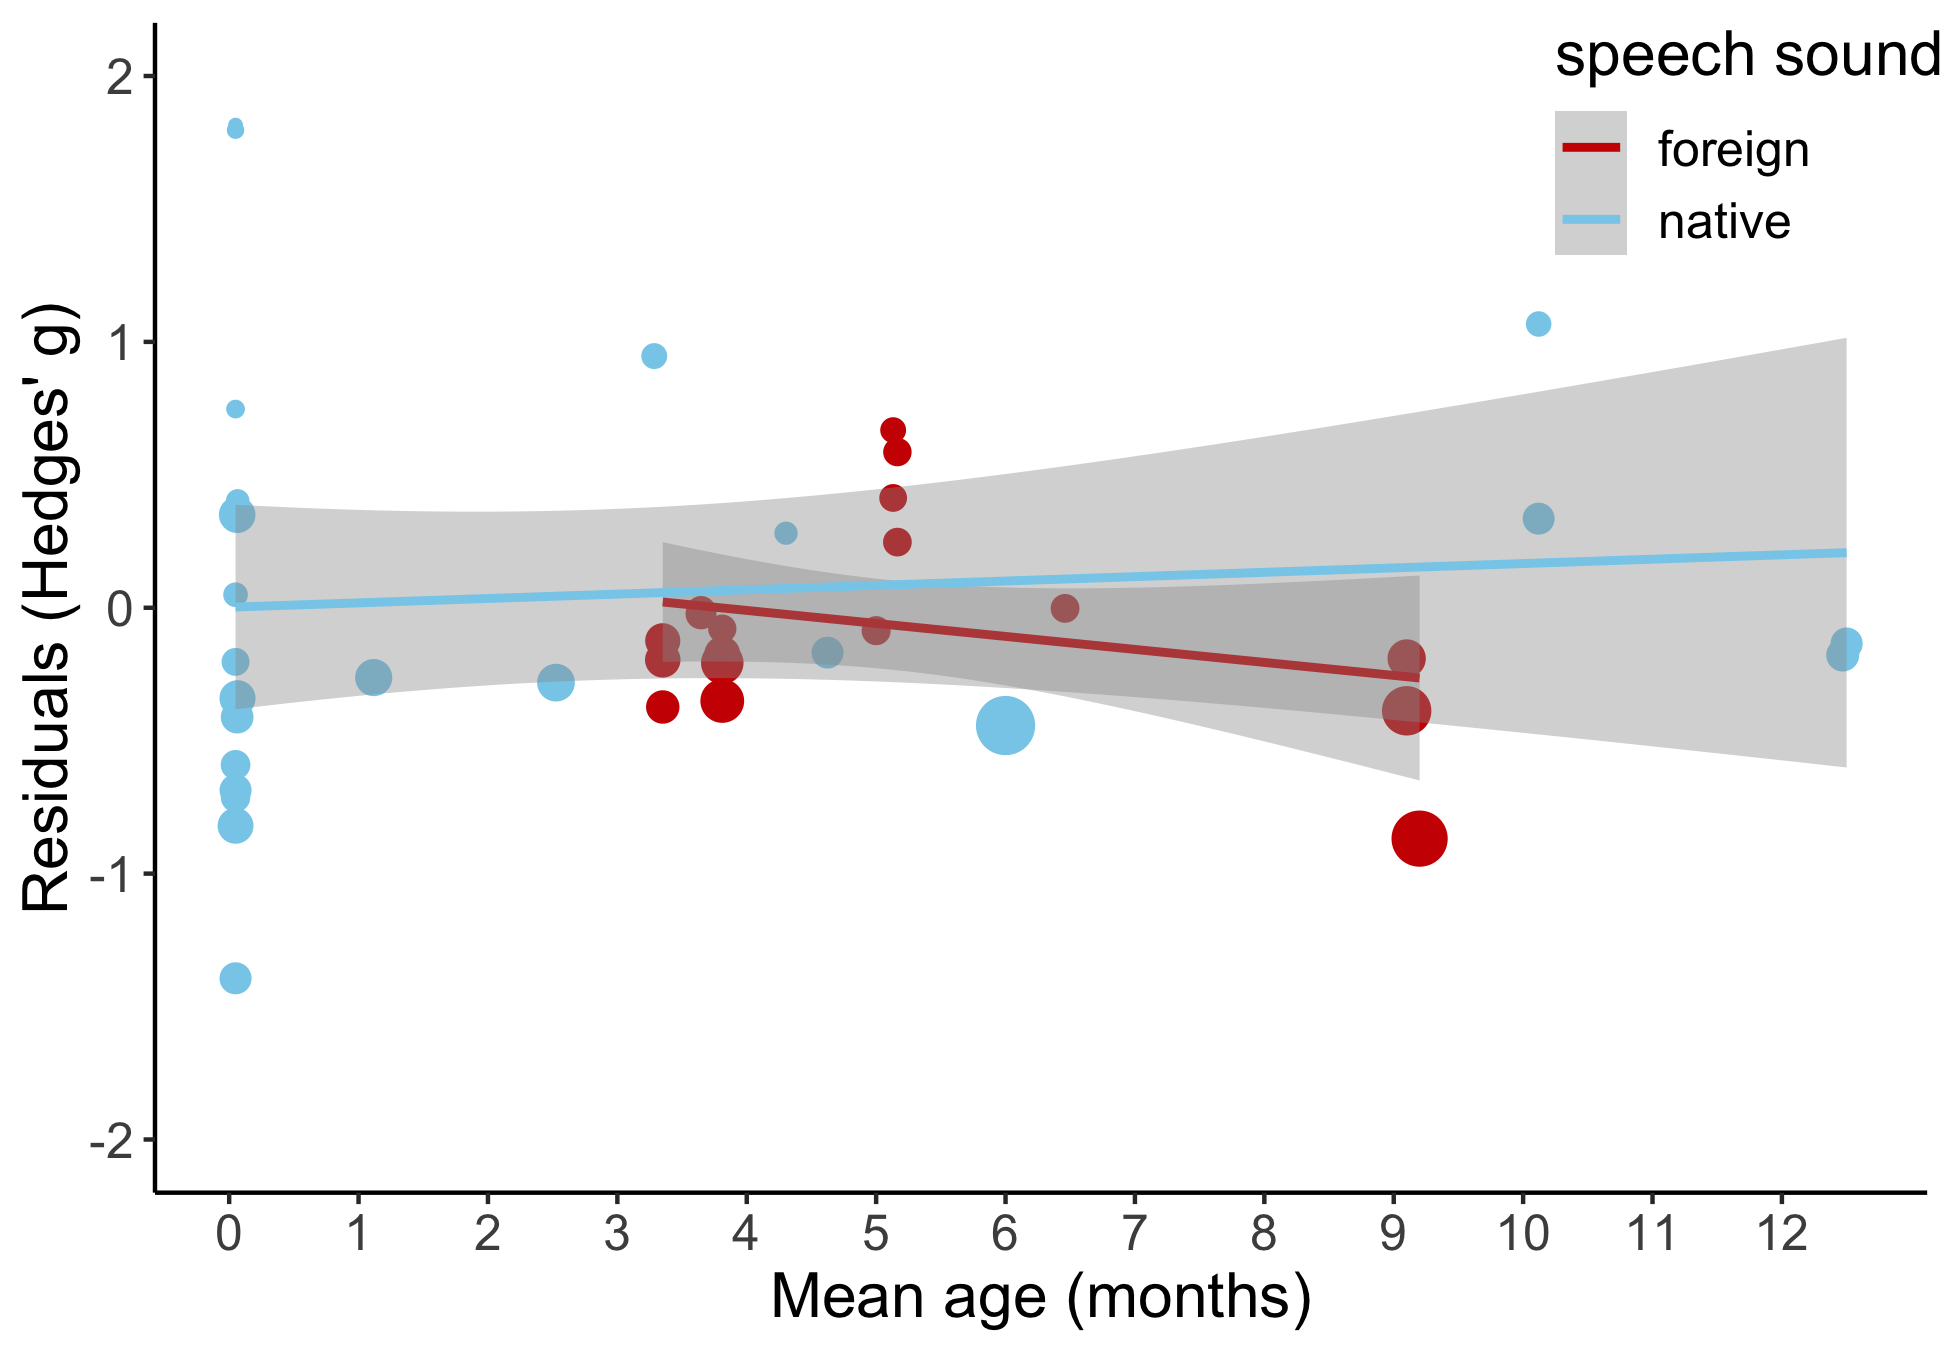 speech sound
foreign
native
Residuals (Hedges' g)
2
1
0
-1
-2
0 1 2 3 4 5 6 7 8 9 10 11 12
Mean age (months)